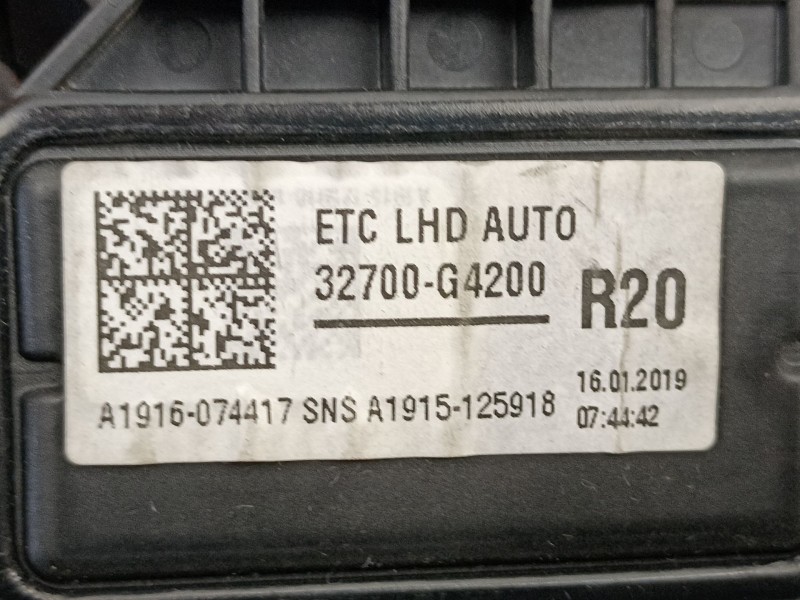 ETC LHD AUTO
32700-G4200
R20
16.01.2019
07:44:42
A1916-074417 SNS A1915-125918